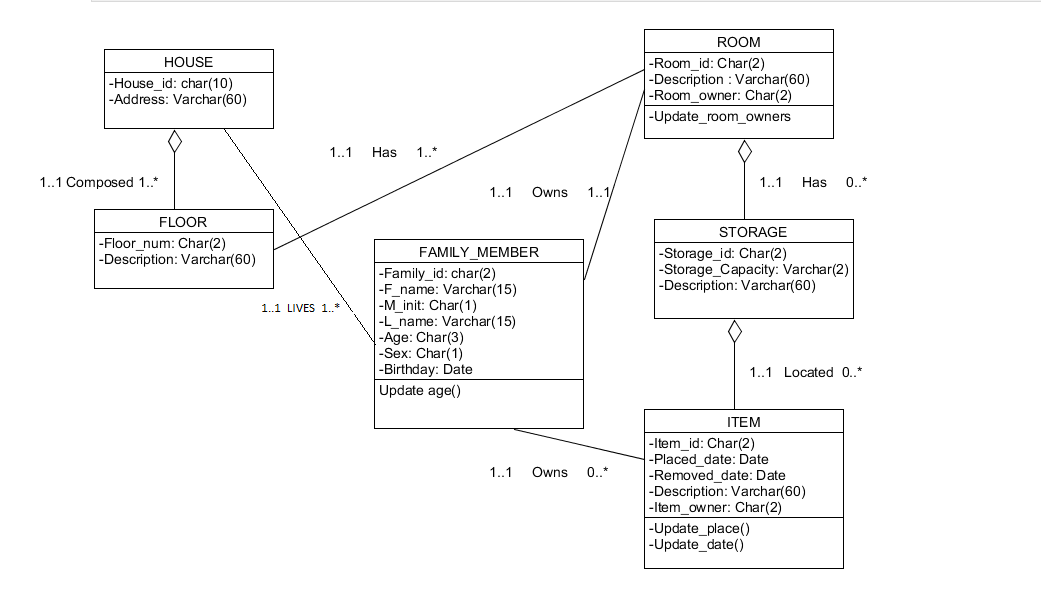 HOUSE
-House_id: char(10)
-Address: Varchar(60)
ROOM
-Room_id: Char(2)
-Description : Varchar(60)
-Room_owner: Char(2)
-Update_room_owners
1..1 Has 1..*
1..1 Composed 1..*
1..1 Owns 1..1
1..1 Has 0..*
FLOOR
-Floor_num: Char(2)
-Description: Varchar(60)
STORAGE
-Storage_id: Char(2)
-Storage_Capacity: Varchar(2)
-Description: Varchar(60)
FAMILY_MEMBER
-Family_id: char(2)
-F_name: Varchar(15)
-M_init: Char(1)
-L_name: Varchar(15)
-Age: Char(3)
-Sex: Char(1)
-Birthday: Date
Update age()
1..1 LIVES 1..*
1..1 Located 0..*
ITEM
-Item_id: Char(2)
-Placed_date: Date
-Removed_date: Date
-Description: Varchar(60)
-Item_owner: Char(2)
-Update_place()
-Update_date()
1..1 Owns 0..*